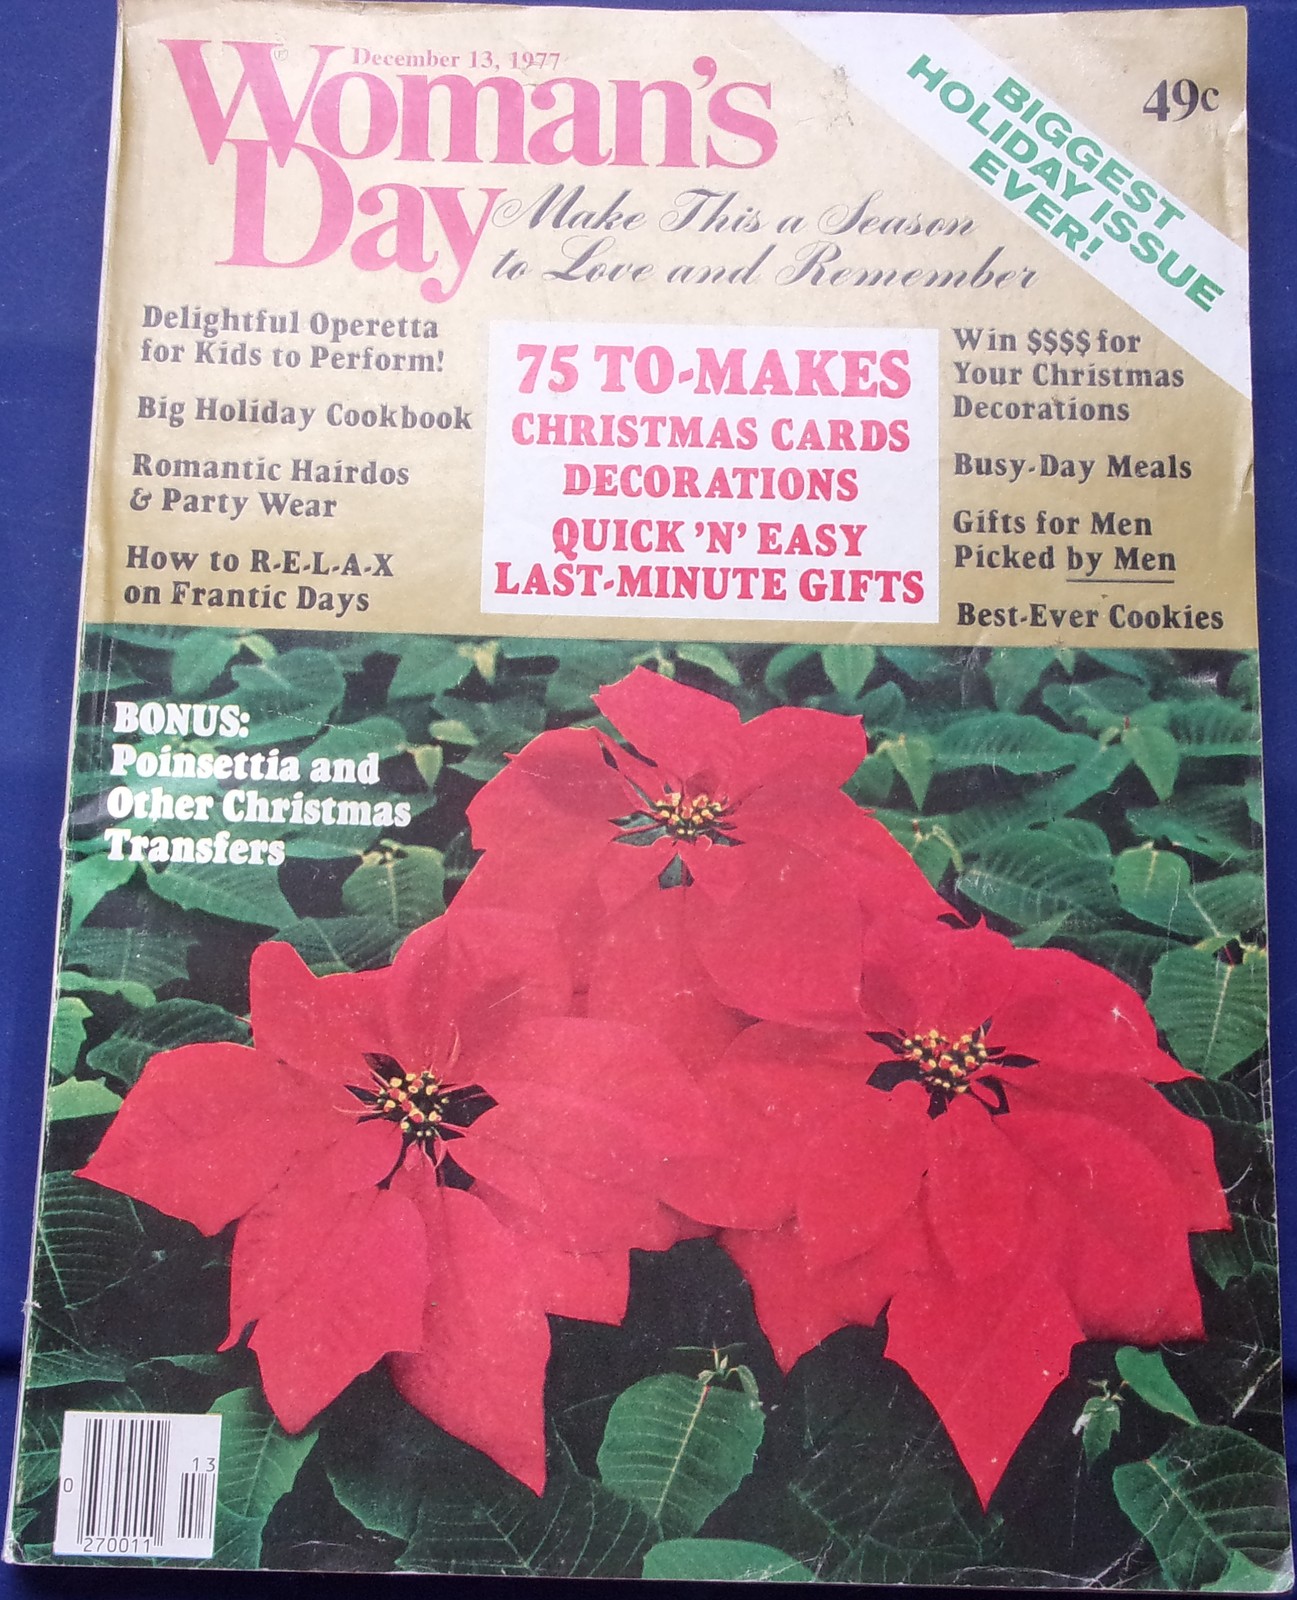 December 13, 1977
Woman's
Day
49c
BIGGEST
HOLIDAY ISSUE
EVER!
Make This a Season
to Love and Remember
Delightful Operetta
for Kids to Perform!
Big Holiday Cookbook
Romantic Hairdos
& Party Wear
How to R-E-L-A-X
on Frantic Days
75 TO-MAKES
CHRISTMAS CARDS
DECORATIONS
QUICK 'N' EASY
LAST-MINUTE GIFTS
Win $$$$ for
Your Christmas
Decorations
Busy-Day Meals
Gifts for Men
Picked by Men
Best-Ever Cookies
BONUS:
Poinsettia and
Other Christmas
Transfers
13
0
270011